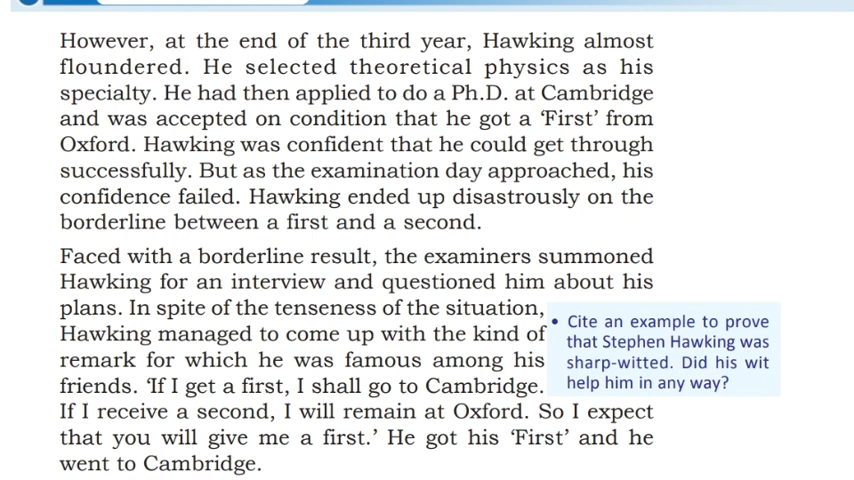 However, at the end of the third year, Hawking almost
floundered. He selected theoretical physics as his
specialty. He had then applied to do a Ph.D. at Cambridge
and was accepted on condition that he got a ‘First’ from
Oxford. Hawking was confident that he could get through
successfully. But as the examination day approached, his
confidence failed. Hawking ended up disastrously on the
borderline between a first and a second.
Faced with a borderline result, the examiners summoned
Hawking for an interview and questioned him about his
plans. In spite of the tenseness of the situation,
Hawking managed to come up with the kind of
remark for which he was famous among his
friends. ‘If I get a first, I shall go to Cambridge.
If I receive a second, I will remain at Oxford. So I expect
that you will give me a first.’ He got his ‘First’ and he
went to Cambridge.
• Cite an example to prove
that Stephen Hawking was
sharp-witted. Did his wit
help him in any way?